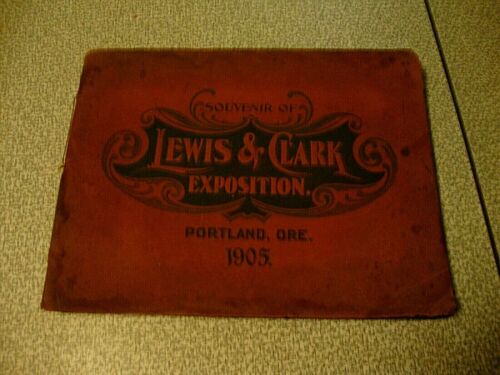 SOUVENIR OF
LEWIS & CLARK
EXPOSITION.
PORTLAND, ORE.
1905.